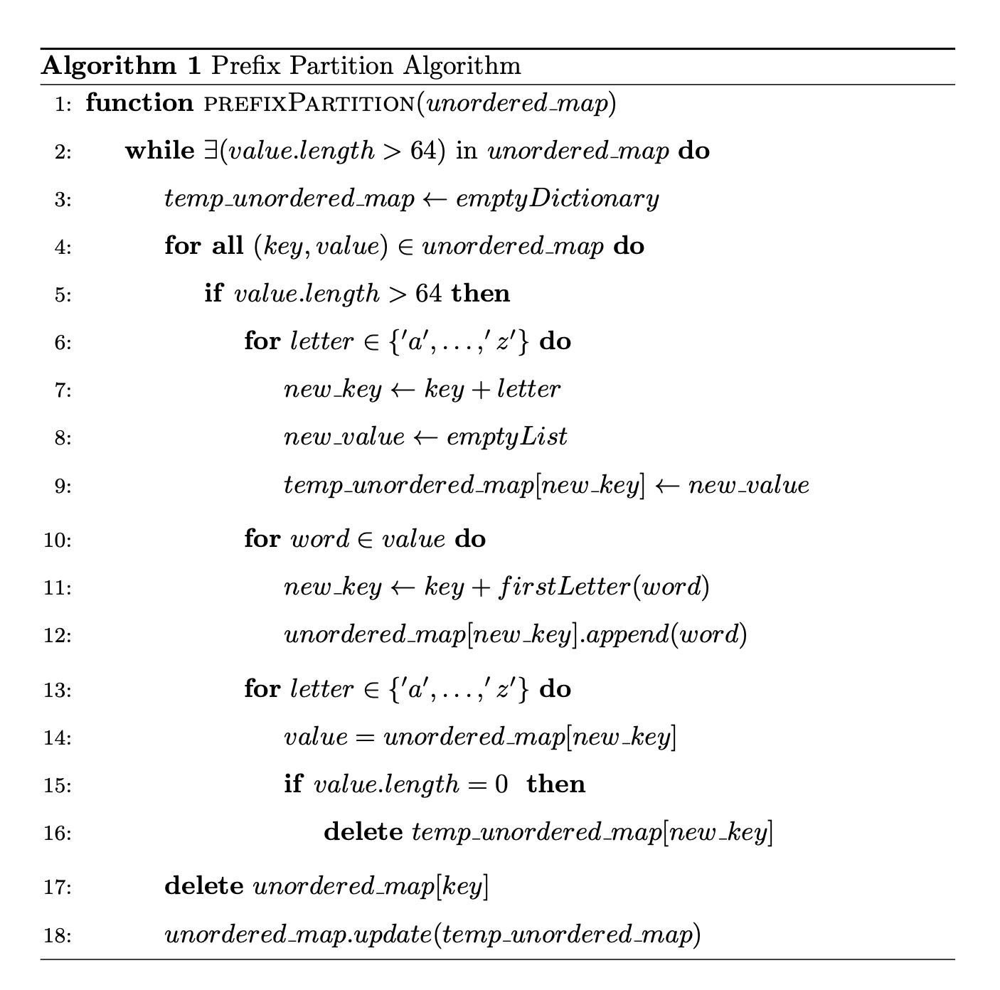 Algorithm 1 Prefix Partition Algorithm
1: function PREFIXPARTITION(unordered_map)
2: while ∃(value.length > 64) in unordered_map do
3: temp_unordered_map ← emptyDictionary
4: for all (key, value) ∈ unordered_map do
5: if value.length > 64 then
6: for letter ∈ {′a′, . . . ,′ z′} do
7: new_key ← key + letter
8: new_value ← emptyList
9: temp_unordered_map[new_key] ← new_value
10: for word ∈ value do
11: new_key ← key + firstLetter(word)
12: unordered_map[new_key].append(word)
13: for letter ∈ {′a′, . . . ,′ z′} do
14: value = unordered_map[new_key]
15: if value.length = 0 then
16: delete temp_unordered_map[new_key]
17: delete unordered_map[key]
18: unordered_map.update(temp_unordered_map)